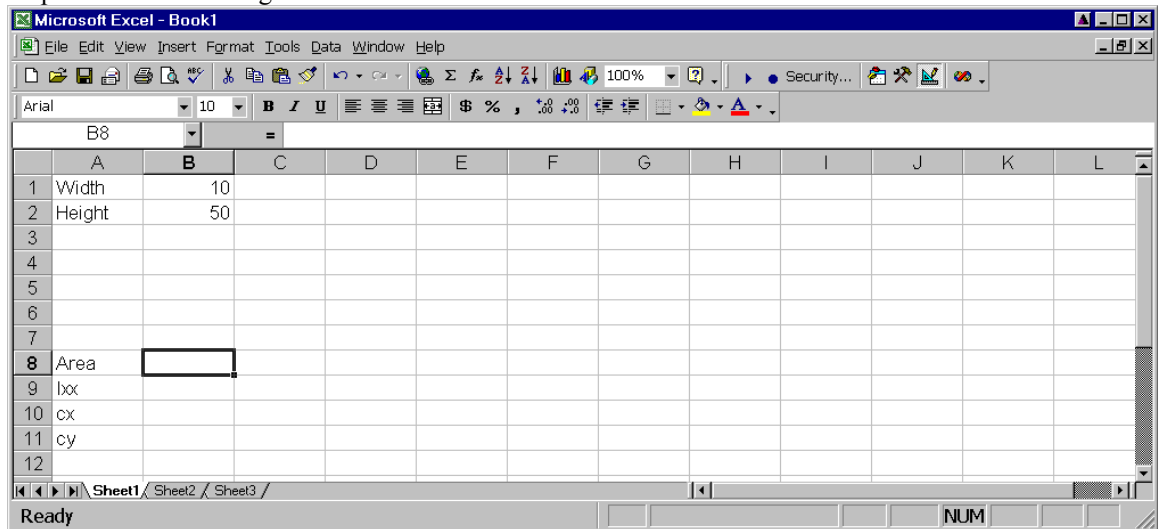 Microsoft Excel - Book1
File Edit View Insert Format Tools Data Window Help
100% Security...
Arial 10 B I U $ % , .00 .00 A
B8 =
A B C D E F G H I J K L
1 Width 10
2 Height 50
3
4
5
6
7
8 Area
9 Ixx
10 cx
11 cy
12
Sheet1 Sheet2 Sheet3
Ready NUM